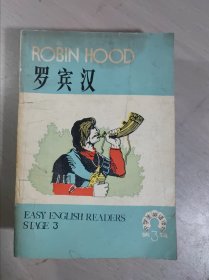 ROBIN HOOD
罗宾汉
EASY ENGLISH READERS
STAGE 3